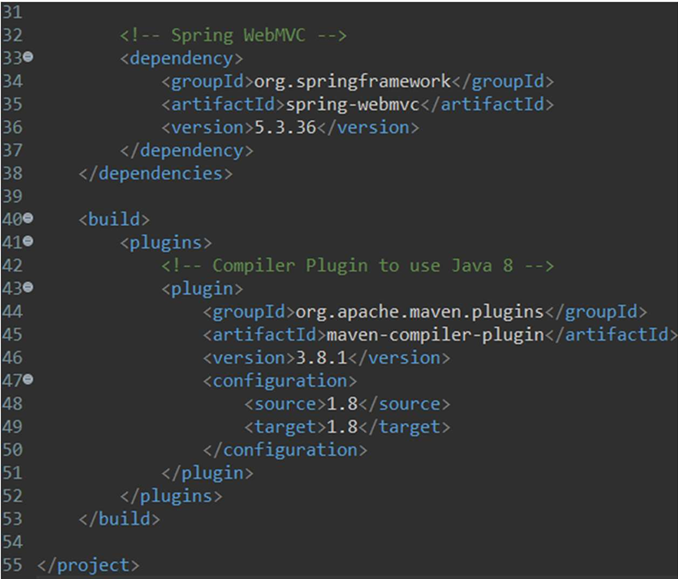 31
32 <!-- Spring WebMVC -->
33 <dependency>
34 <groupId>org.springframework</groupId>
35 <artifactId>spring-webmvc</artifactId>
36 <version>5.3.36</version>
37 </dependency>
38 </dependencies>
39
40 <build>
41 <plugins>
42 <!-- Compiler Plugin to use Java 8 -->
43 <plugin>
44 <groupId>org.apache.maven.plugins</groupId>
45 <artifactId>maven-compiler-plugin</artifactId>
46 <version>3.8.1</version>
47 <configuration>
48 <source>1.8</source>
49 <target>1.8</target>
50 </configuration>
51 </plugin>
52 </plugins>
53 </build>
54
55 </project>